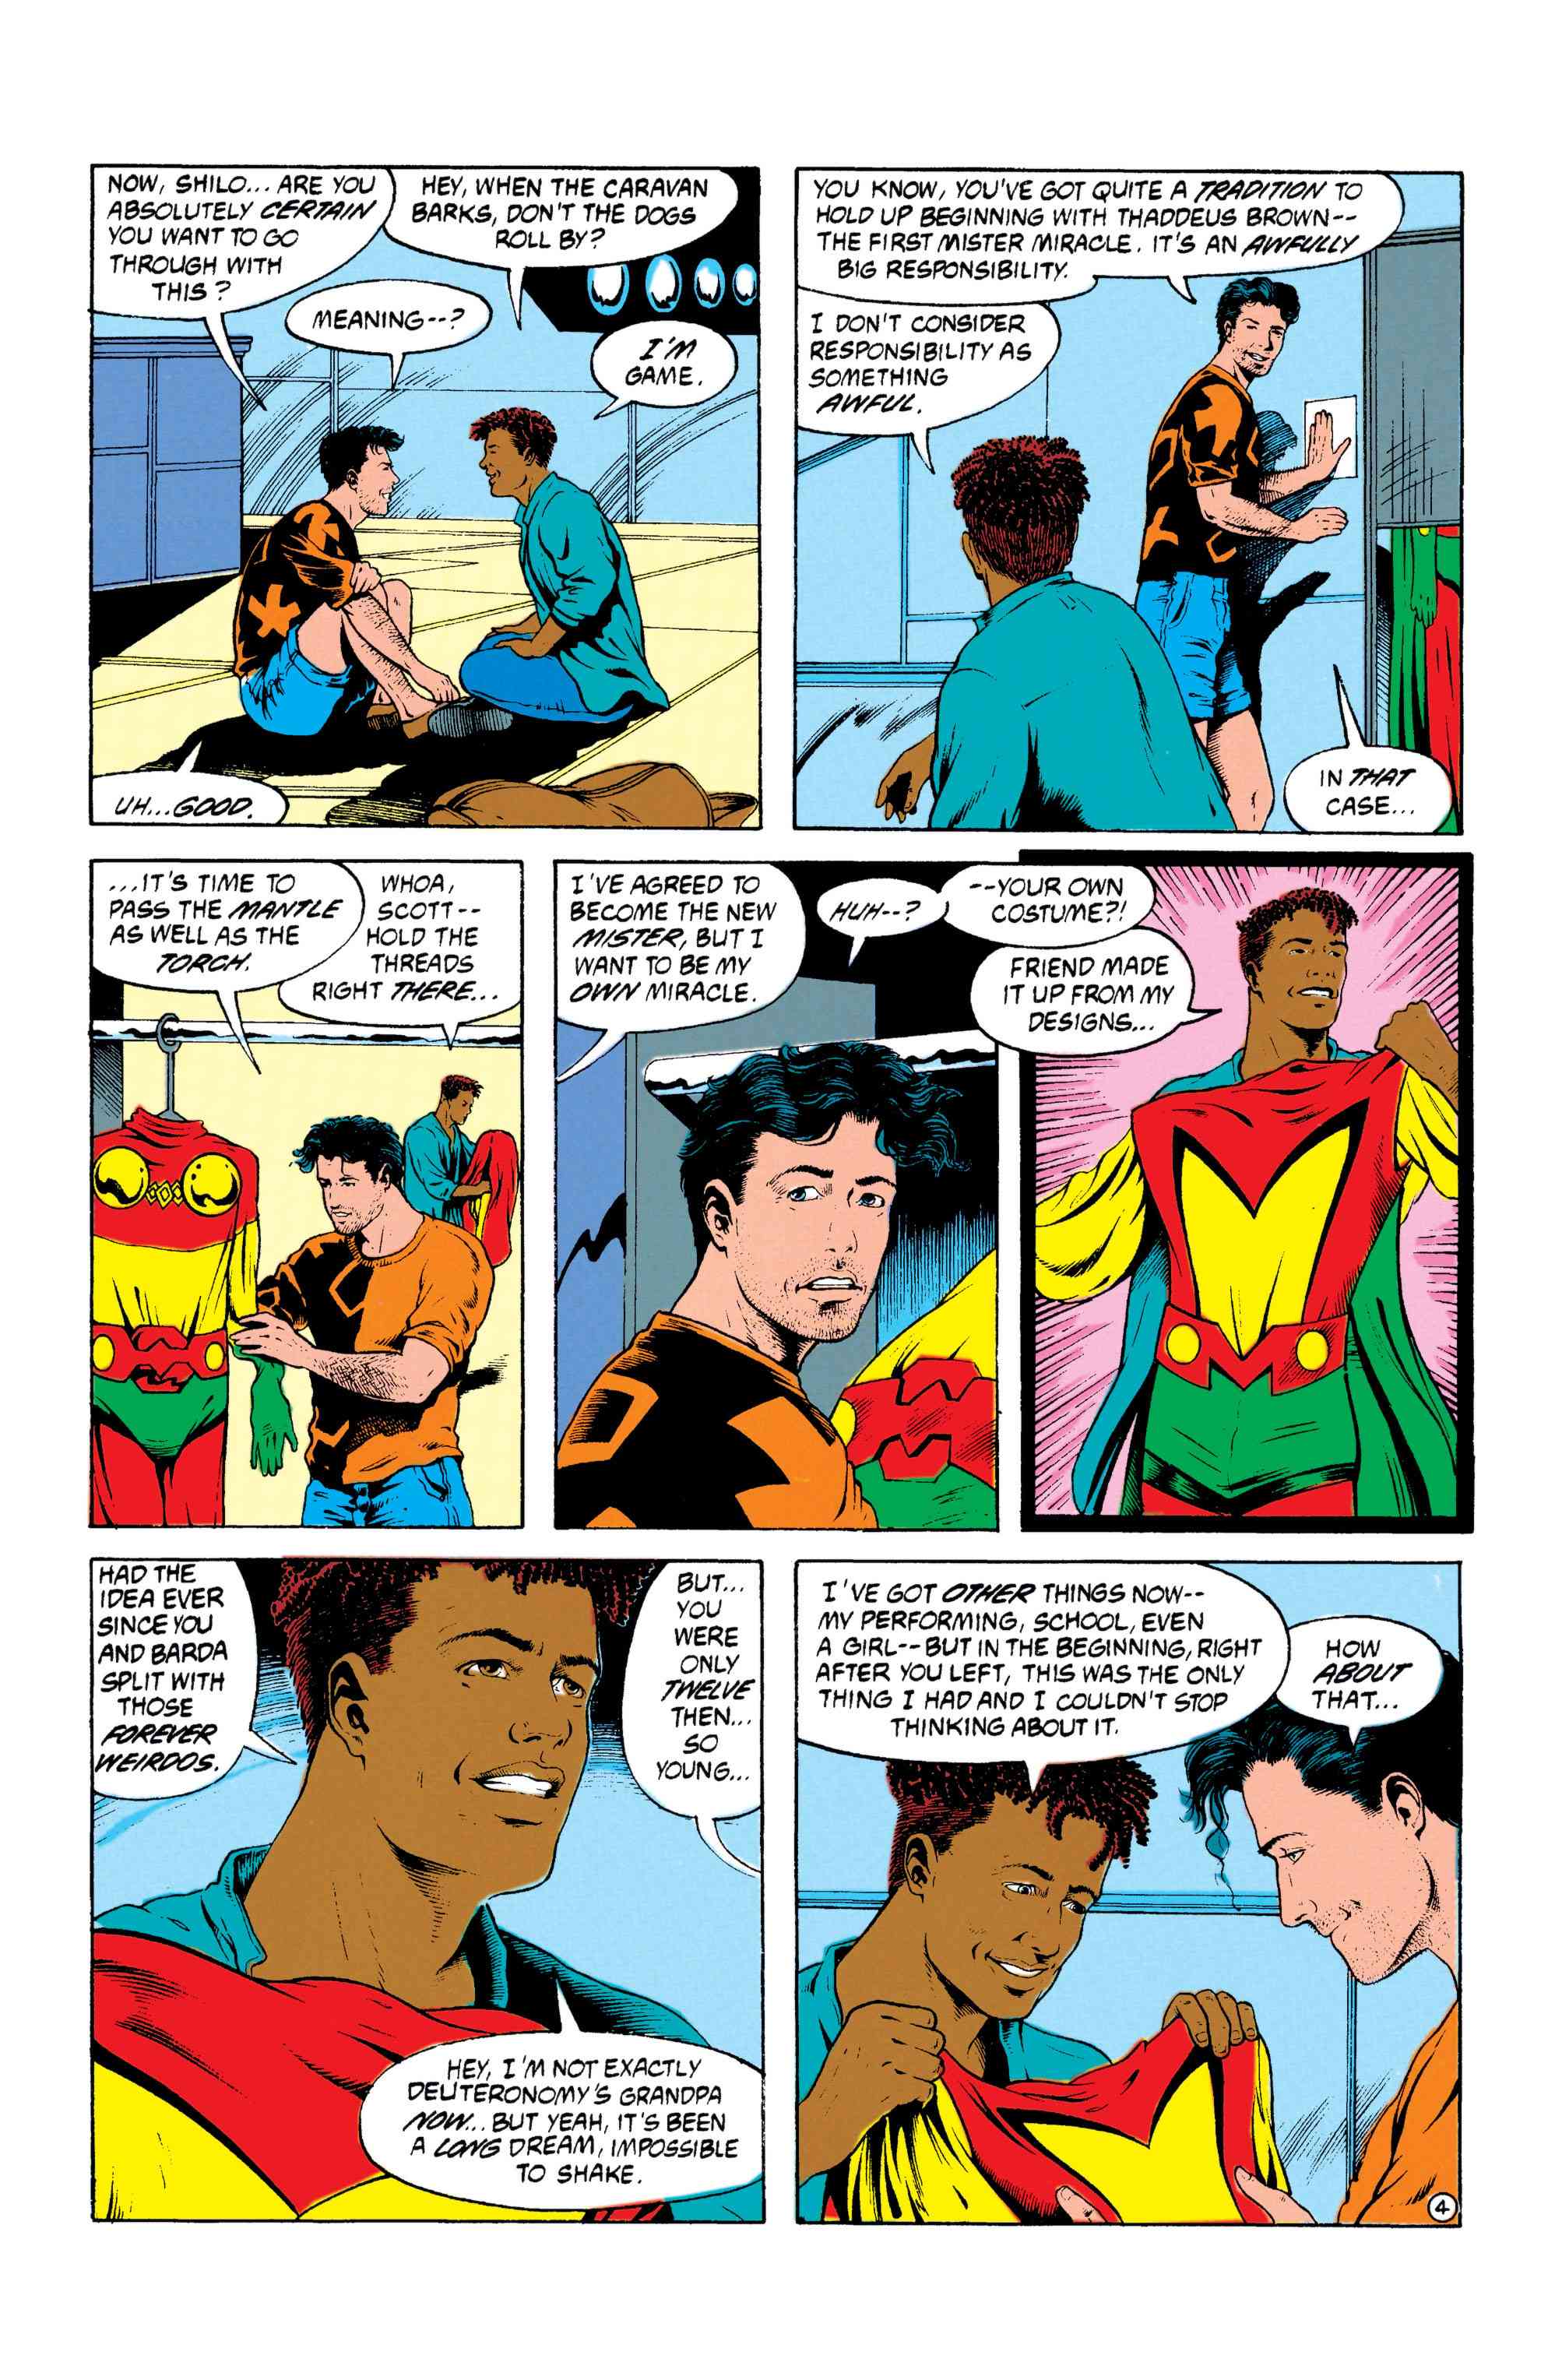 NOW, SHILO... ARE YOU
ABSOLUTELY CERTAIN
YOU WANT TO GO
THROUGH WITH
THIS?
HEY, WHEN THE CARAVAN
BARKS, DON'T THE DOGS
ROLL BY?
MEANING--?
I'M
GAME.
UH...GOOD.
YOU KNOW, YOU'VE GOT QUITE A TRADITION TO
HOLD UP BEGINNING WITH THADDEUS BROWN--
THE FIRST MISTER MIRACLE. IT'S AN AWFULLY
BIG RESPONSIBILITY.
I DON'T CONSIDER
RESPONSIBILITY AS
SOMETHING
AWFUL.
IN THAT
CASE...
...IT'S TIME TO
PASS THE MANTLE
AS WELL AS THE
TORCH.
WHOA,
SCOTT--
HOLD THE
THREADS
RIGHT THERE...
I'VE AGREED TO
BECOME THE NEW
MISTER, BUT I
WANT TO BE MY
OWN MIRACLE.
HUH--?
--YOUR OWN
COSTUME?!
FRIEND MADE
IT UP FROM MY
DESIGNS...
HAD THE
IDEA EVER
SINCE YOU
AND BARDA
SPLIT WITH
THOSE
FOREVER
WEIRDOS.
BUT...
YOU
WERE
ONLY
TWELVE
THEN...
SO
YOUNG...
HEY, I'M NOT EXACTLY
DEUTERONOMY'S GRANDPA
NOW... BUT YEAH, IT'S BEEN
A LONG DREAM, IMPOSSIBLE
TO SHAKE.
I'VE GOT OTHER THINGS NOW--
MY PERFORMING, SCHOOL, EVEN
A GIRL--BUT IN THE BEGINNING, RIGHT
AFTER YOU LEFT, THIS WAS THE ONLY
THING I HAD AND I COULDN'T STOP
THINKING ABOUT IT.
HOW
ABOUT
THAT...
4